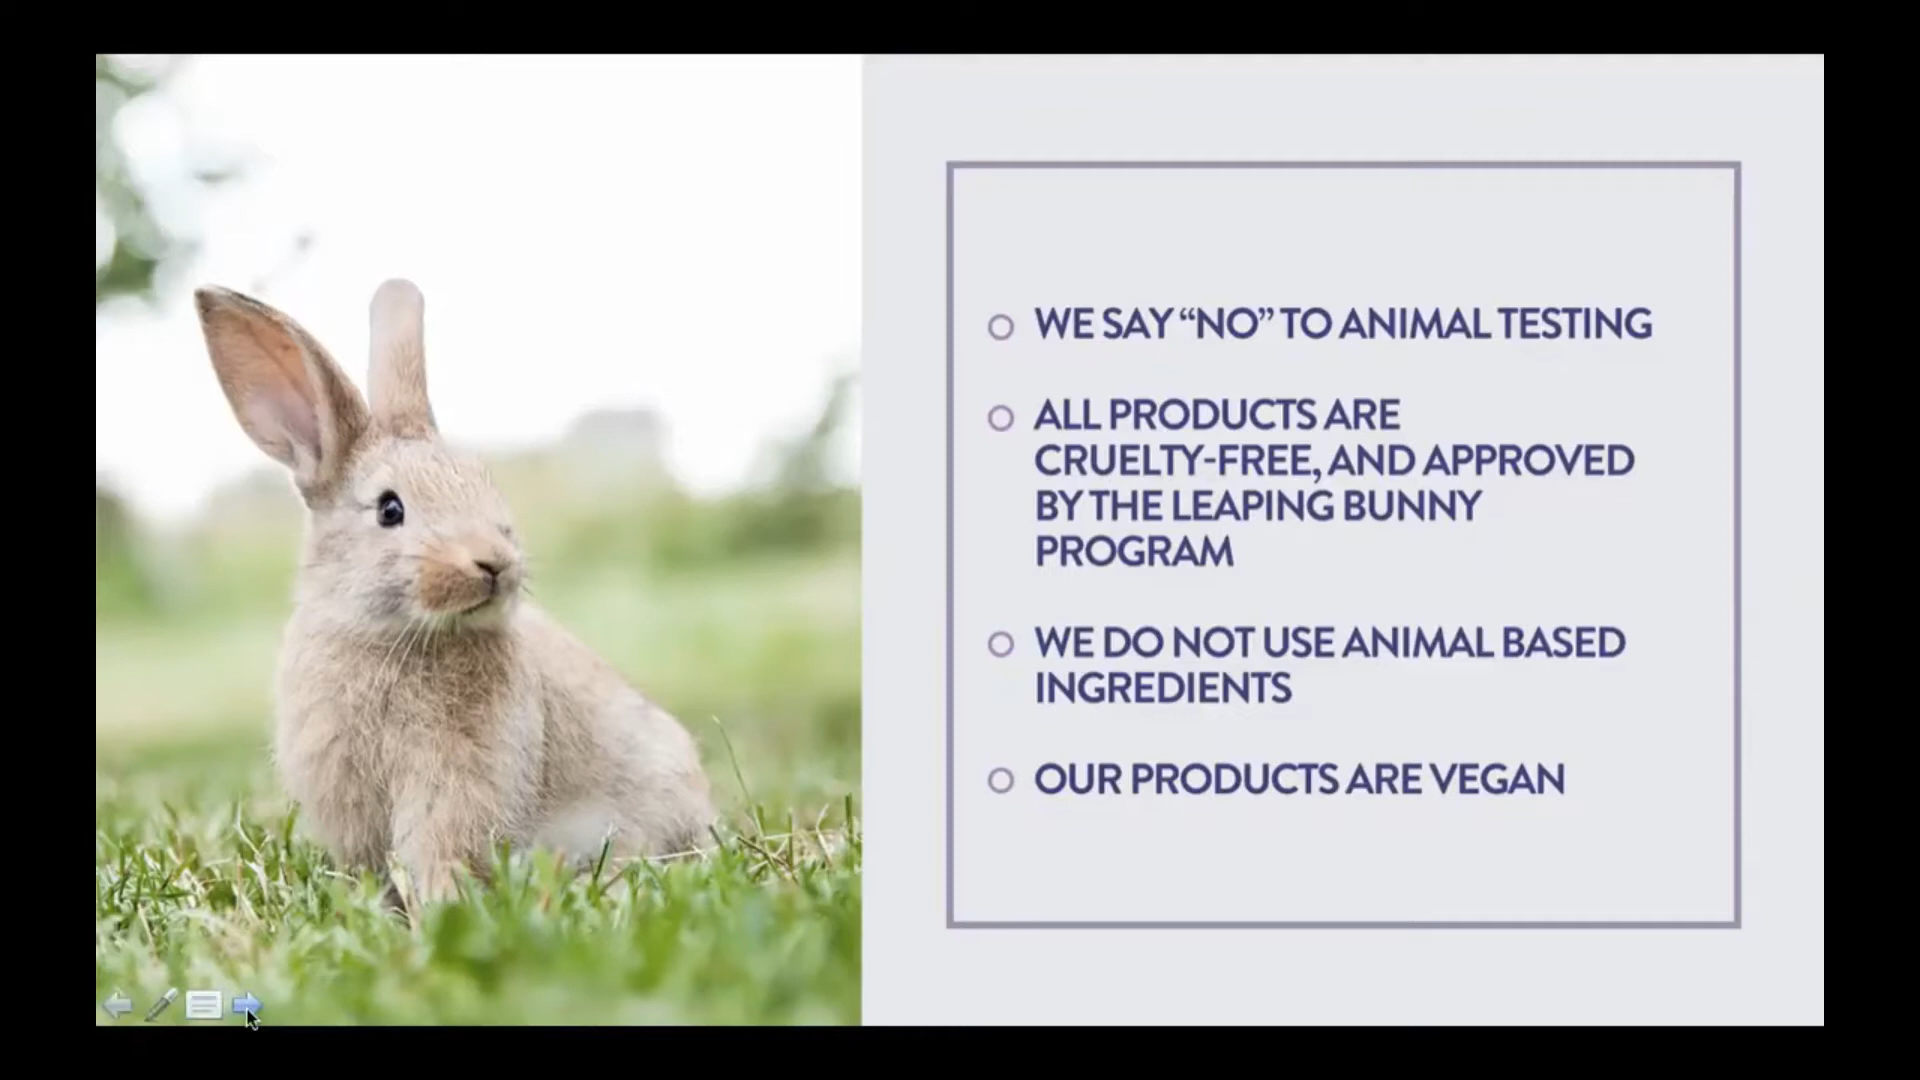 WE SAY “NO” TO ANIMAL TESTING
ALL PRODUCTS ARE
CRUELTY-FREE, AND APPROVED
BY THE LEAPING BUNNY
PROGRAM
WE DO NOT USE ANIMAL BASED
INGREDIENTS
OUR PRODUCTS ARE VEGAN